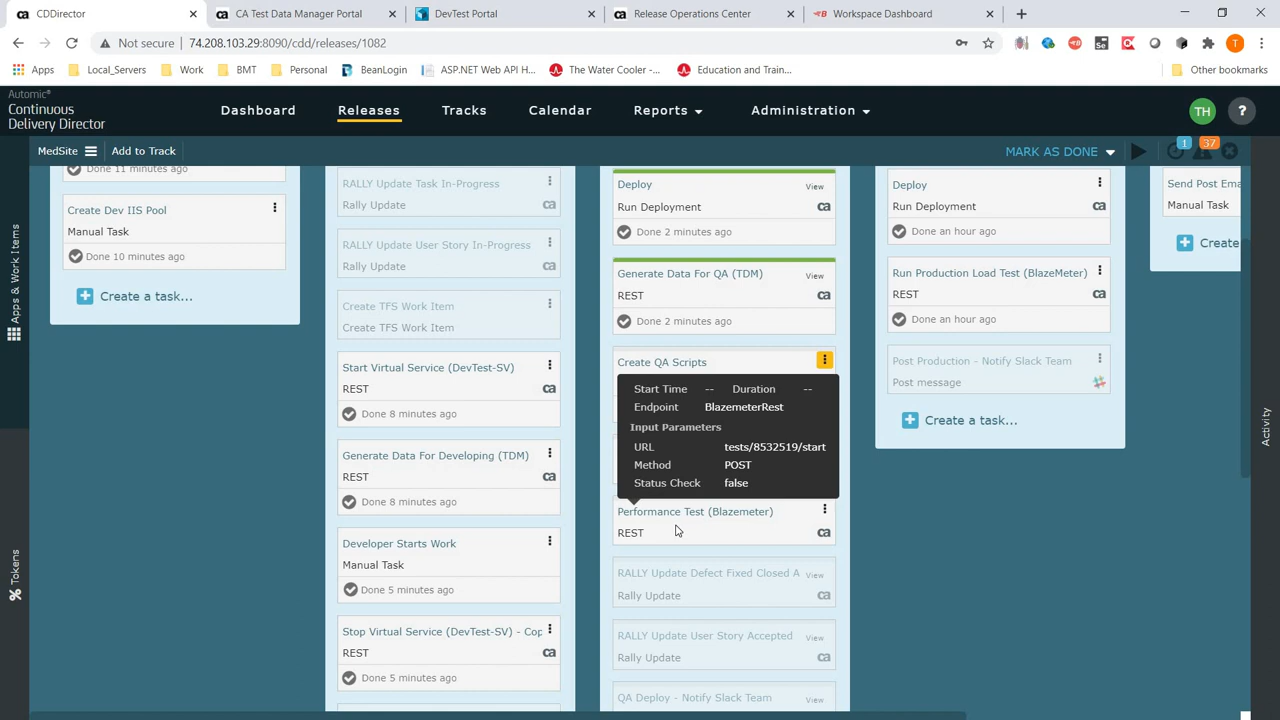 CDDirector
CA Test Data Manager Portal
DevTest Portal
Release Operations Center
Workspace Dashboard
Not secure
74.208.103.29:8090/cdd/releases/1082
T
Apps
Local_Servers
Work
BMT
Personal
BeanLogin
ASP.NET Web API H...
The Water Cooler -...
Education and Train...
Other bookmarks
Automic®
Continuous
Delivery Director
Dashboard
Releases
Tracks
Calendar
Reports
Administration
TH
?
MedSite
Add to Track
MARK AS DONE
1
37
Apps & Work Items
Tokens
Activity
Done 11 minutes ago
Create Dev IIS Pool
Manual Task
Done 10 minutes ago
Create a task...
RALLY Update Task In-Progress
Rally Update
ca
RALLY Update User Story In-Progress
Rally Update
ca
Create TFS Work Item
Create TFS Work Item
Start Virtual Service (DevTest-SV)
REST
ca
Done 8 minutes ago
Generate Data For Developing (TDM)
REST
ca
Done 8 minutes ago
Developer Starts Work
Manual Task
Done 5 minutes ago
Stop Virtual Service (DevTest-SV) - Cop
REST
ca
Done 5 minutes ago
Deploy
View
Run Deployment
ca
Done 2 minutes ago
Generate Data For QA (TDM)
View
REST
ca
Done 2 minutes ago
Create QA Scripts
Start Time -- Duration --
Endpoint BlazemeterRest
Input Parameters
URL tests/8532519/start
Method POST
Status Check false
Performance Test (Blazemeter)
REST
ca
RALLY Update Defect Fixed Closed A
View
Rally Update
ca
RALLY Update User Story Accepted
View
Rally Update
ca
QA Deploy - Notify Slack Team
View
Deploy
Run Deployment
ca
Done an hour ago
Run Production Load Test (BlazeMeter)
REST
ca
Done an hour ago
Post Production - Notify Slack Team
Post message
Create a task...
Send Post Ema
Manual Task
Create